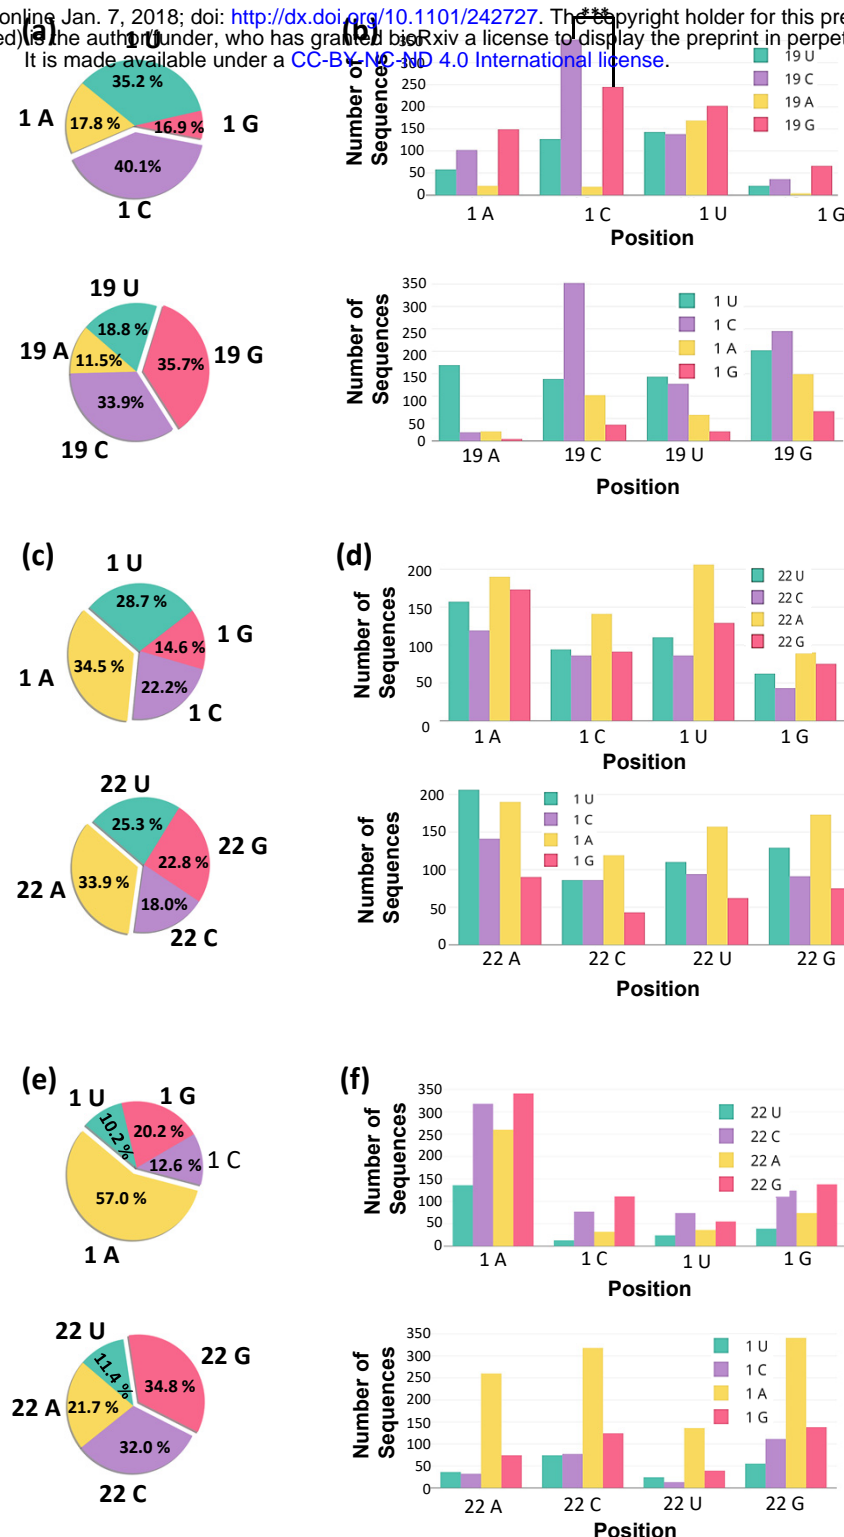 online Jan. 7, 2018; doi: http://dx.doi.org/10.1101/242727. The copyright holder for this pre
ed) is the author/funder, who has granted bioRxiv a license to display the preprint in perpet
It is made available under a CC-BY-NC-ND 4.0 International license.
(a)
1 U
35.2 %
1 A
17.8 %
16.9 %
1 G
40.1%
1 C
19 U
18.8 %
19 A
11.5%
35.7%
19 G
33.9%
19 C
(b)
***
Number of
Sequences
350
300
250
200
150
100
50
0
19 U
19 C
19 A
19 G
1 A
1 C
1 U
1 G
Position
Number of
Sequences
350
300
250
200
150
100
50
0
1 U
1 C
1 A
1 G
19 A
19 C
19 U
19 G
Position
(c)
1 U
28.7 %
1 G
14.6 %
34.5 %
1 A
22.2%
1 C
22 U
25.3 %
22 G
22.8 %
33.9 %
22 A
18.0%
22 C
(d)
Number of
Sequences
200
150
100
50
0
22 U
22 C
22 A
22 G
1 A
1 C
1 U
1 G
Position
Number of
Sequences
200
150
100
50
0
1 U
1 C
1 A
1 G
22 A
22 C
22 U
22 G
Position
(e)
1 U
1 G
10.2 %
20.2 %
12.6 %
1 C
57.0 %
1 A
22 U
11.4 %
22 G
34.8 %
22 A
21.7 %
32.0 %
22 C
(f)
Number of
Sequences
350
300
250
200
150
100
50
0
22 U
22 C
22 A
22 G
1 A
1 C
1 U
1 G
Position
Number of
Sequences
350
300
250
200
150
100
50
0
1 U
1 C
1 A
1 G
22 A
22 C
22 U
22 G
Position